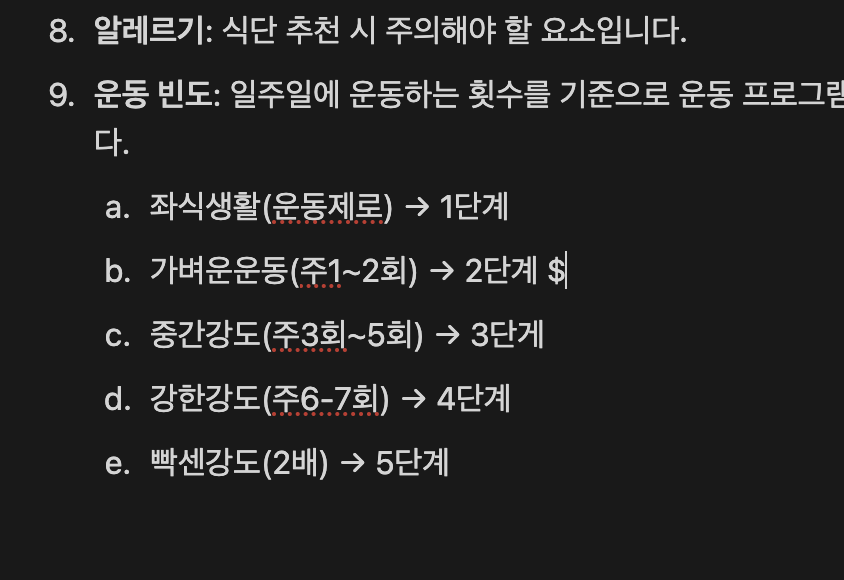 8. 알레르기: 식단 추천 시 주의해야 할 요소입니다.
9. 운동 빈도: 일주일에 운동하는 횟수를 기준으로 운동 프로그램
다.
a. 좌식생활(운동제로) → 1단계
b. 가벼운운동(주1~2회) → 2단계 $
c. 중간강도(주3회~5회) → 3단게
d. 강한강도(주6-7회) → 4단계
e. 빡센강도(2배) → 5단계